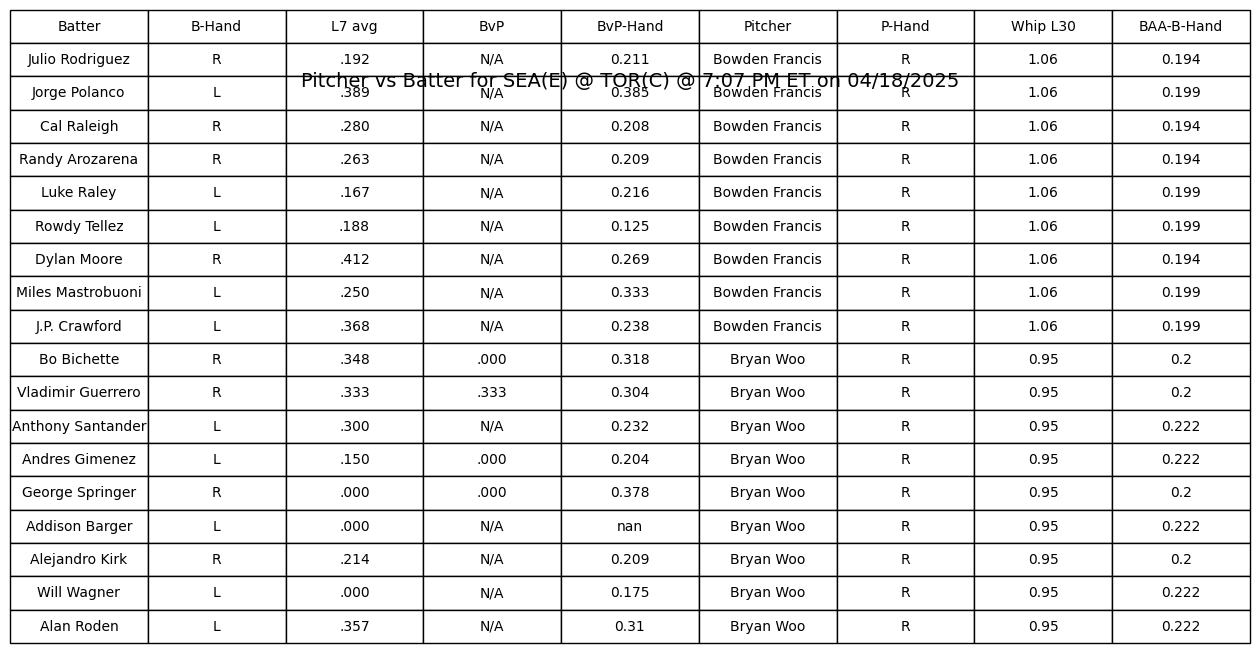 Batter B-Hand L7 avg BvP BvP-Hand Pitcher P-Hand Whip L30 BAA-B-Hand
Julio Rodriguez R .192 N/A 0.211 Bowden Francis R 1.06 0.194
Pitcher vs Batter for SEA(E) @ TOR(C) @ 7:07 PM ET on 04/18/2025
Jorge Polanco L .389 N/A 0.385 Bowden Francis R 1.06 0.199
Cal Raleigh R .280 N/A 0.208 Bowden Francis R 1.06 0.194
Randy Arozarena R .263 N/A 0.209 Bowden Francis R 1.06 0.194
Luke Raley L .167 N/A 0.216 Bowden Francis R 1.06 0.199
Rowdy Tellez L .188 N/A 0.125 Bowden Francis R 1.06 0.199
Dylan Moore R .412 N/A 0.269 Bowden Francis R 1.06 0.194
Miles Mastrobuoni L .250 N/A 0.333 Bowden Francis R 1.06 0.199
J.P. Crawford L .368 N/A 0.238 Bowden Francis R 1.06 0.199
Bo Bichette R .348 .000 0.318 Bryan Woo R 0.95 0.2
Vladimir Guerrero R .333 .333 0.304 Bryan Woo R 0.95 0.2
Anthony Santander L .300 N/A 0.232 Bryan Woo R 0.95 0.222
Andres Gimenez L .150 .000 0.204 Bryan Woo R 0.95 0.222
George Springer R .000 .000 0.378 Bryan Woo R 0.95 0.2
Addison Barger L .000 N/A nan Bryan Woo R 0.95 0.222
Alejandro Kirk R .214 N/A 0.209 Bryan Woo R 0.95 0.2
Will Wagner L .000 N/A 0.175 Bryan Woo R 0.95 0.222
Alan Roden L .357 N/A 0.31 Bryan Woo R 0.95 0.222